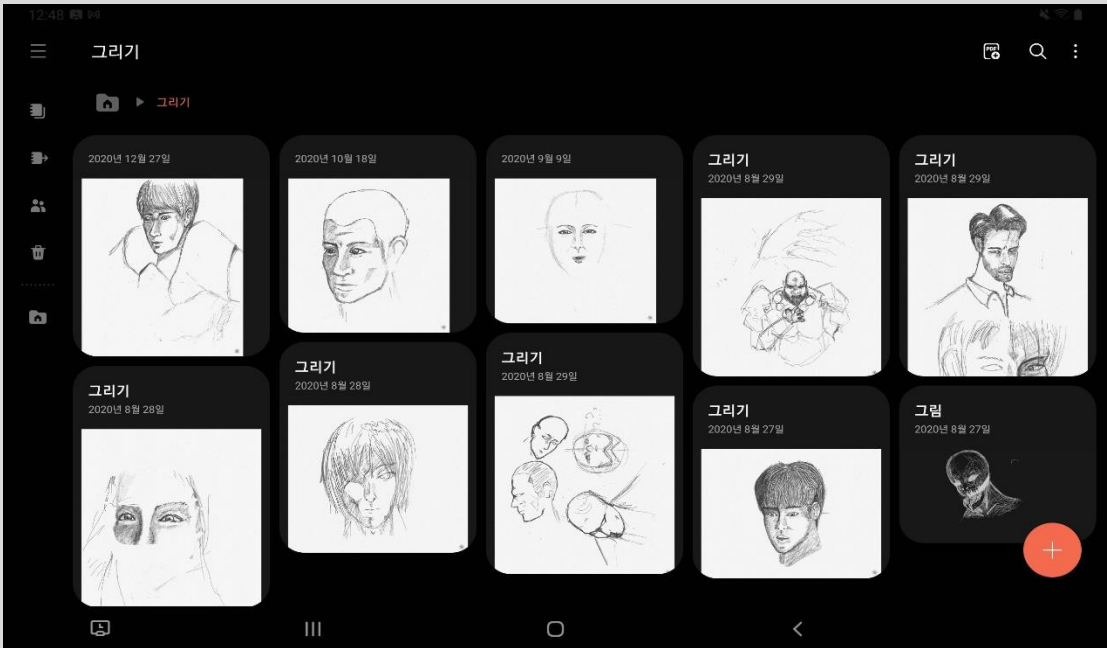 12:48
그리기
PDF
그리기
2020년 12월 27일
2020년 10월 18일
2020년 9월 9일
그리기
2020년 8월 29일
그리기
2020년 8월 29일
그리기
2020년 8월 28일
그리기
2020년 8월 28일
그리기
2020년 8월 29일
그리기
2020년 8월 27일
그림
2020년 8월 27일